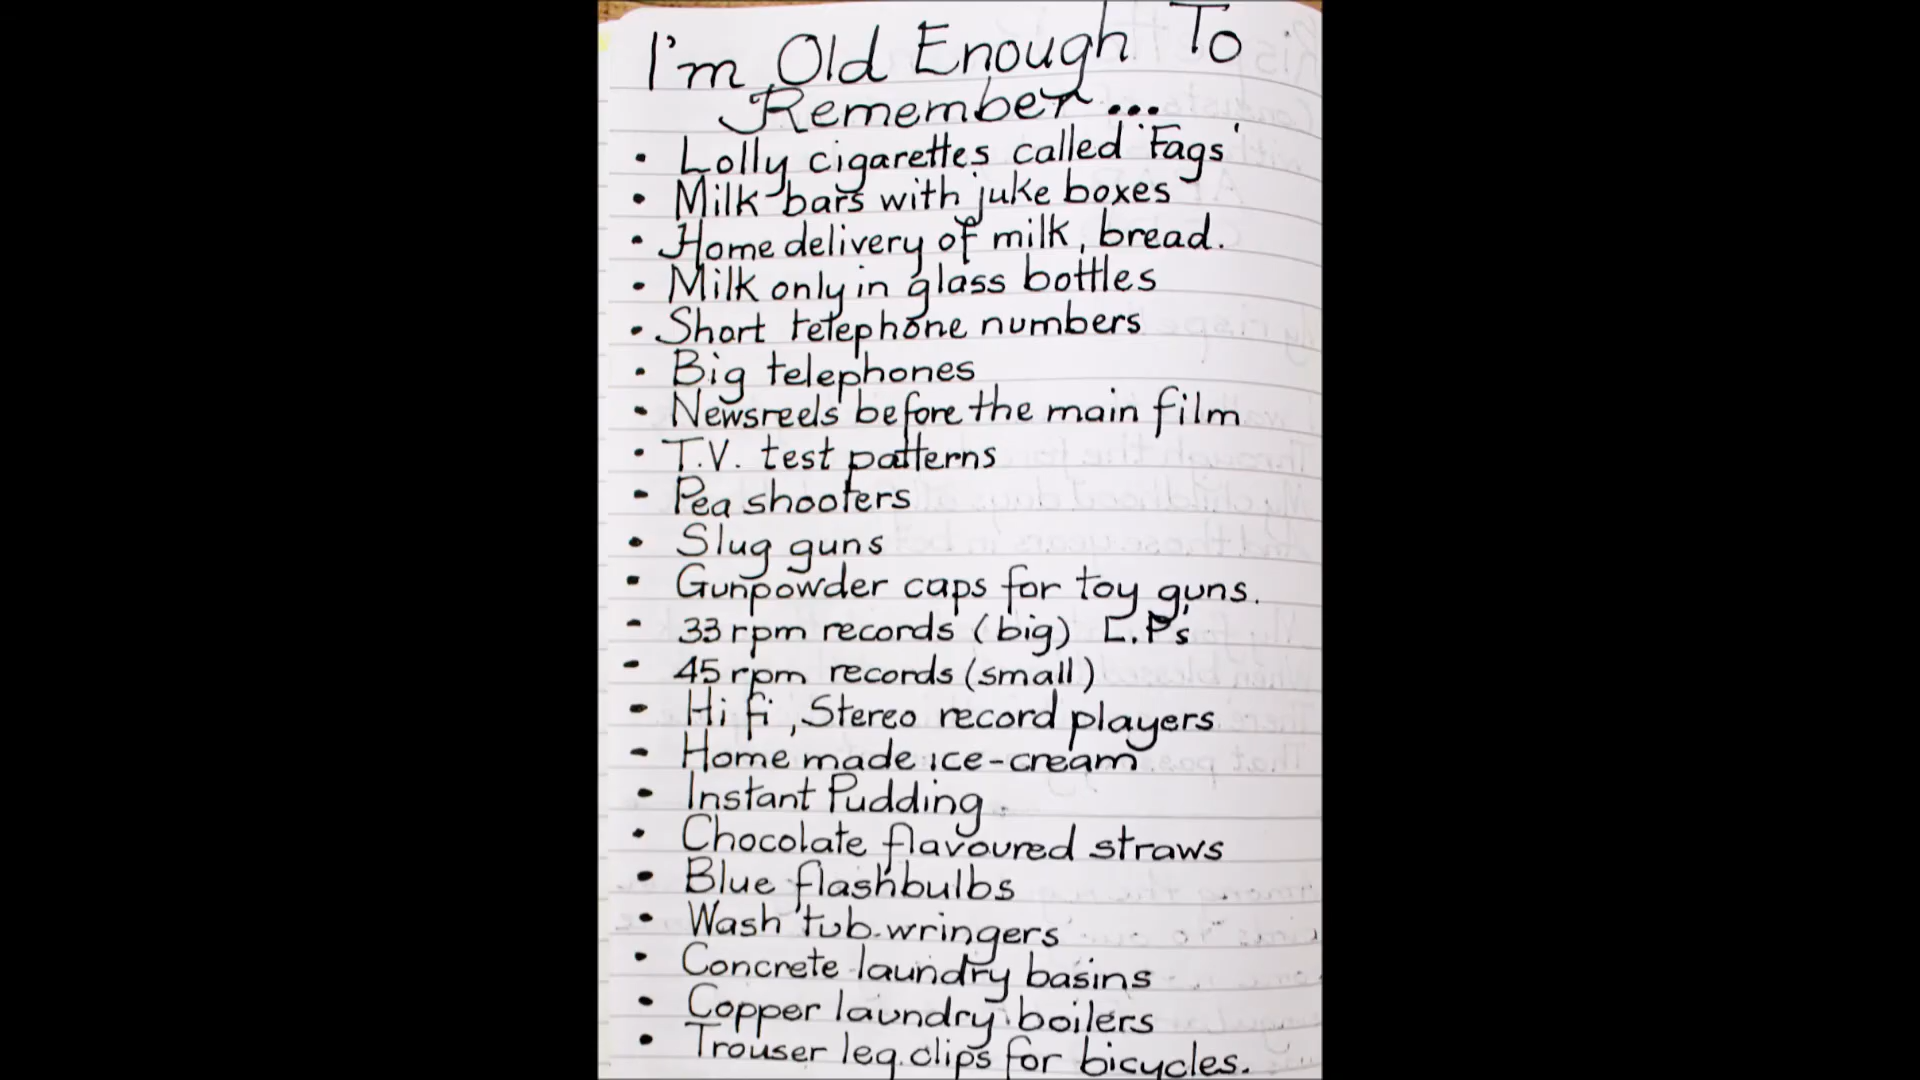 I'm Old Enough To
Remember...
• Lolly cigarettes called 'Fags'
• Milk bars with juke boxes
• Home delivery of milk, bread.
• Milk only in glass bottles
• Short telephone numbers
• Big telephones
• Newsreels before the main film
• T.V. test patterns
• Pea shooters
• Slug guns
• Gunpowder caps for toy guns.
• 33 rpm records (big) L.P's
• 45 rpm records (small)
• Hi fi, Stereo record players
• Home made ice-cream
• Instant Pudding
• Chocolate flavoured straws
• Blue flashbulbs
• Wash tub wringers
• Concrete laundry basins
• Copper laundry boilers
• Trouser leg clips for bicycles.